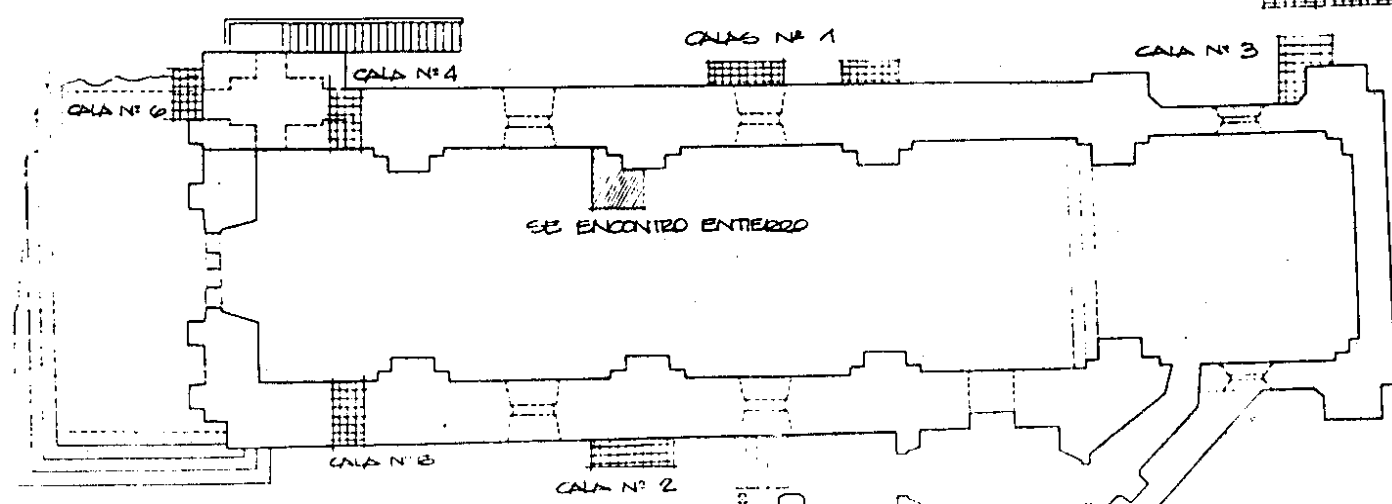 CALAS Nº 1
CALA Nº 3
CALA Nº 4
CALA Nº 6
SE ENCONTRO ENTIERRO
CALA Nº
CALA Nº 2